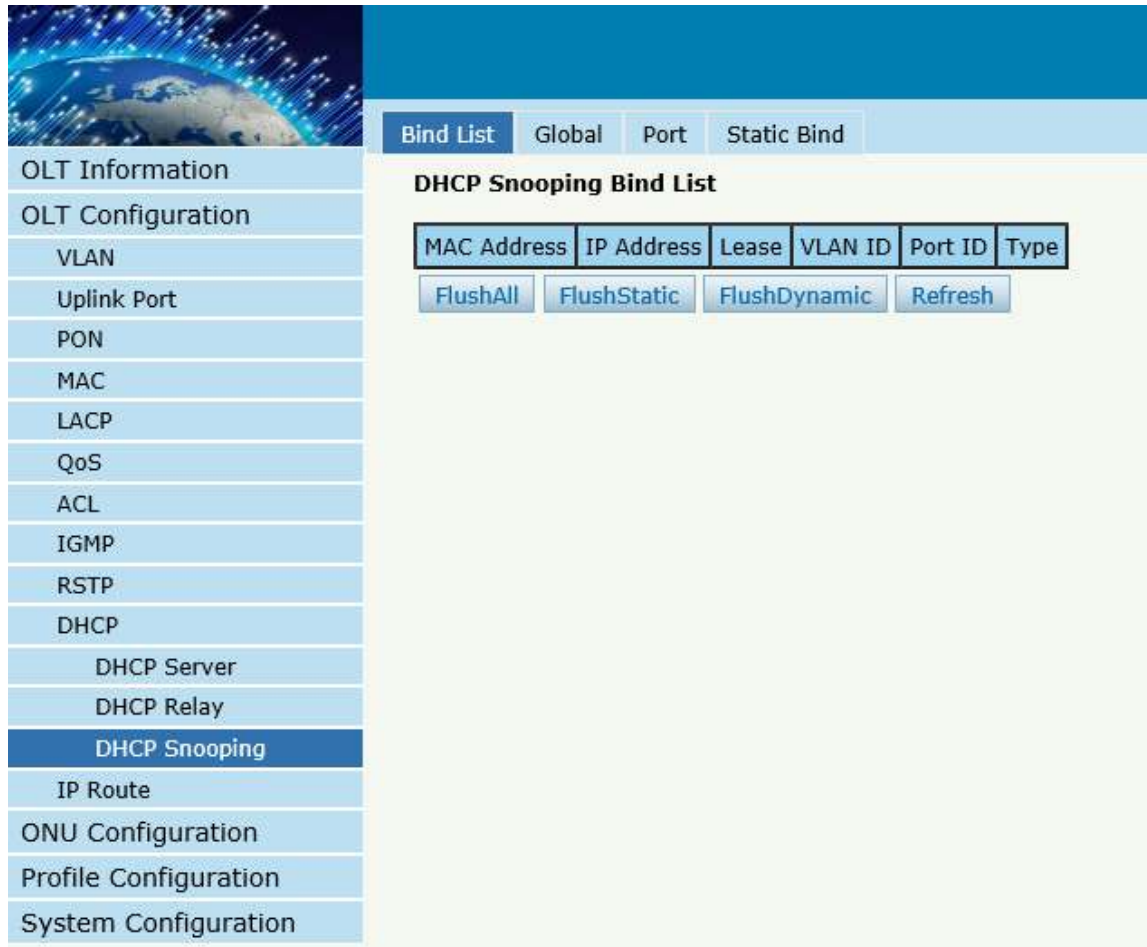 Bind List Global Port Static Bind
OLT Information
OLT Configuration
VLAN
Uplink Port
PON
MAC
LACP
QoS
ACL
IGMP
RSTP
DHCP
DHCP Server
DHCP Relay
DHCP Snooping
IP Route
ONU Configuration
Profile Configuration
System Configuration
DHCP Snooping Bind List
MAC Address IP Address Lease VLAN ID Port ID Type
FlushAll FlushStatic FlushDynamic Refresh